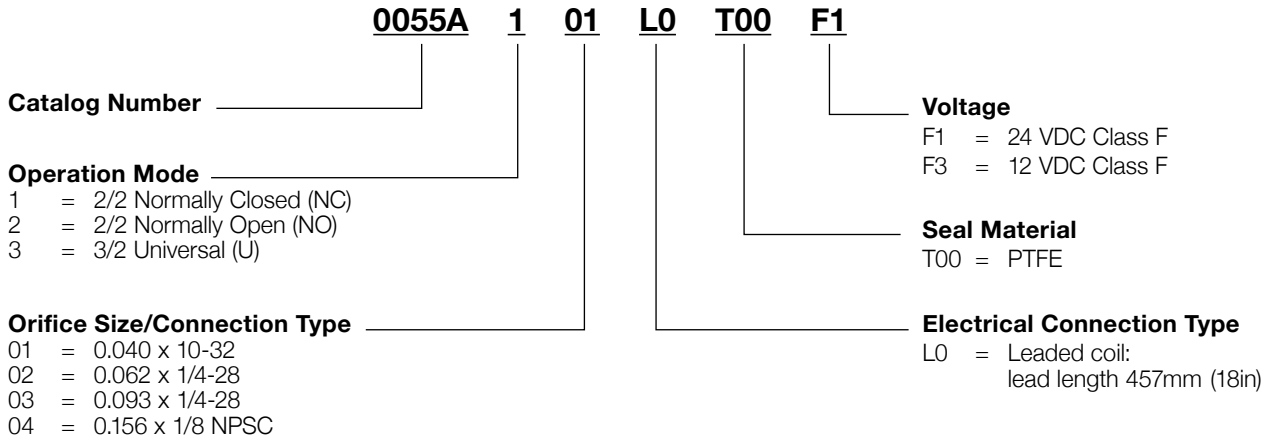 0055A 1 01 L0 T00 F1
Catalog Number
Operation Mode
1 = 2/2 Normally Closed (NC)
2 = 2/2 Normally Open (NO)
3 = 3/2 Universal (U)
Orifice Size/Connection Type
01 = 0.040 x 10-32
02 = 0.062 x 1/4-28
03 = 0.093 x 1/4-28
04 = 0.156 x 1/8 NPSC
Voltage
F1 = 24 VDC Class F
F3 = 12 VDC Class F
Seal Material
T00 = PTFE
Electrical Connection Type
L0 = Leaded coil:
lead length 457mm (18in)